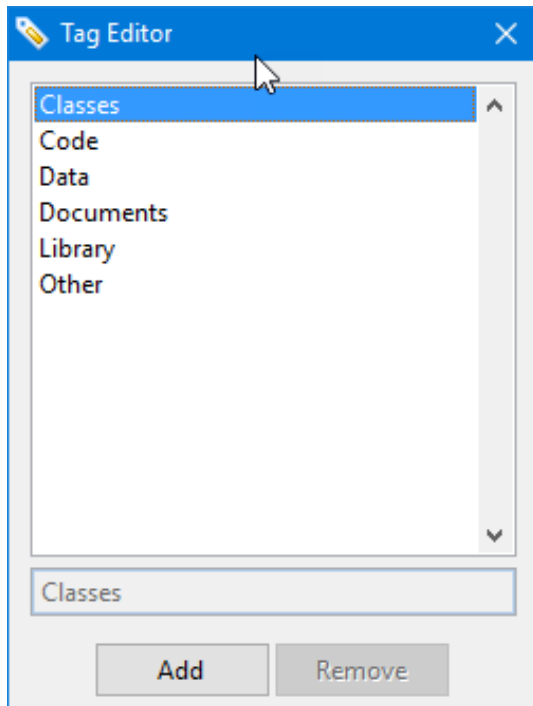 Tag Editor
Classes
Code
Data
Documents
Library
Other
Classes
Add Remove